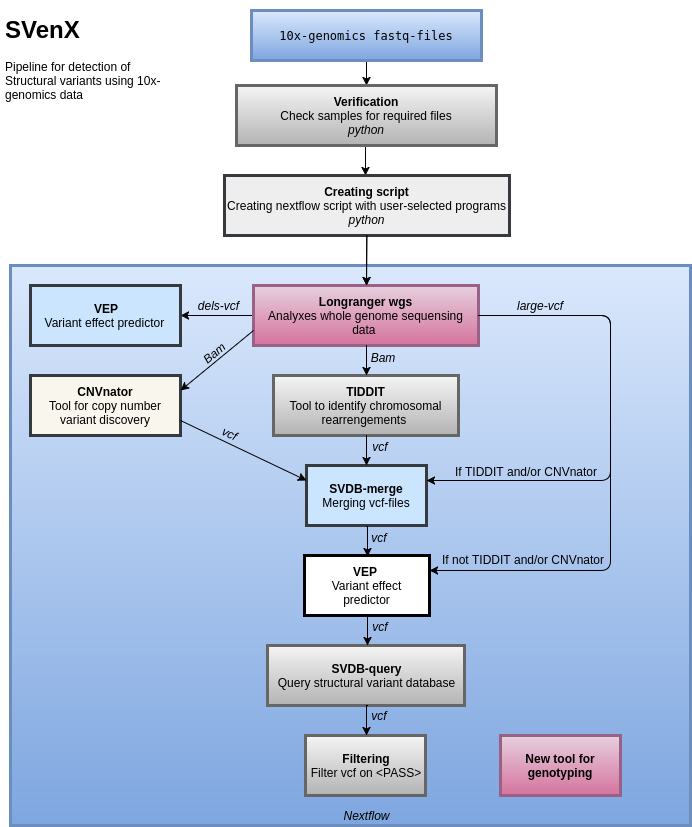 SVenX
Pipeline for detection of
Structural variants using 10x-
genomics data
10x-genomics fastq-files
Verification
Check samples for required files
python
Creating script
Creating nextflow script with user-selected programs
python
VEP
Variant effect predictor
dels-vcf
Longranger wgs
Analyxes whole genome sequencing
data
large-vcf
Bam
Bam
CNVnator
Tool for copy number
variant discovery
TIDDIT
Tool to identify chromosomal
rearrengements
vcf
vcf
SVDB-merge
Merging vcf-files
If TIDDIT and/or CNVnator
vcf
VEP
Variant effect
predictor
If not TIDDIT and/or CNVnator
vcf
SVDB-query
Query structural variant database
vcf
Filtering
Filter vcf on <PASS>
New tool for
genotyping
Nextflow